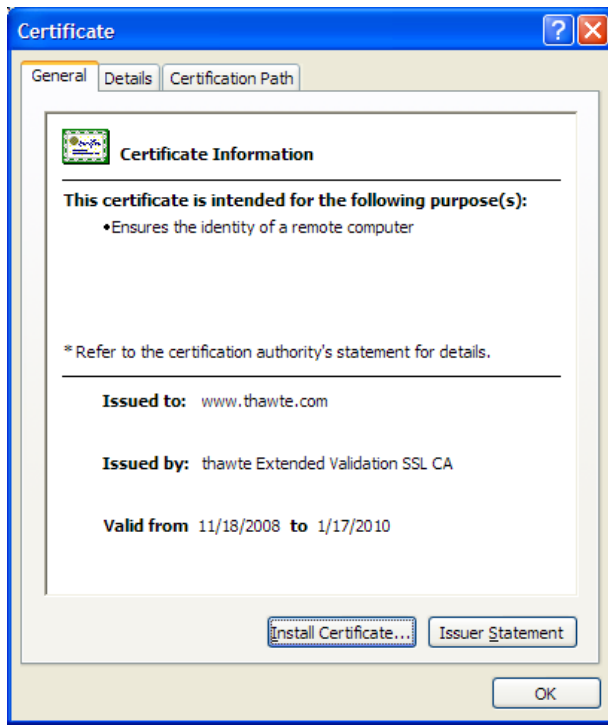 Certificate
General Details Certification Path
Certificate Information
This certificate is intended for the following purpose(s):
•Ensures the identity of a remote computer
* Refer to the certification authority's statement for details.
Issued to: www.thawte.com
Issued by: thawte Extended Validation SSL CA
Valid from 11/18/2008 to 1/17/2010
Install Certificate... Issuer Statement
OK